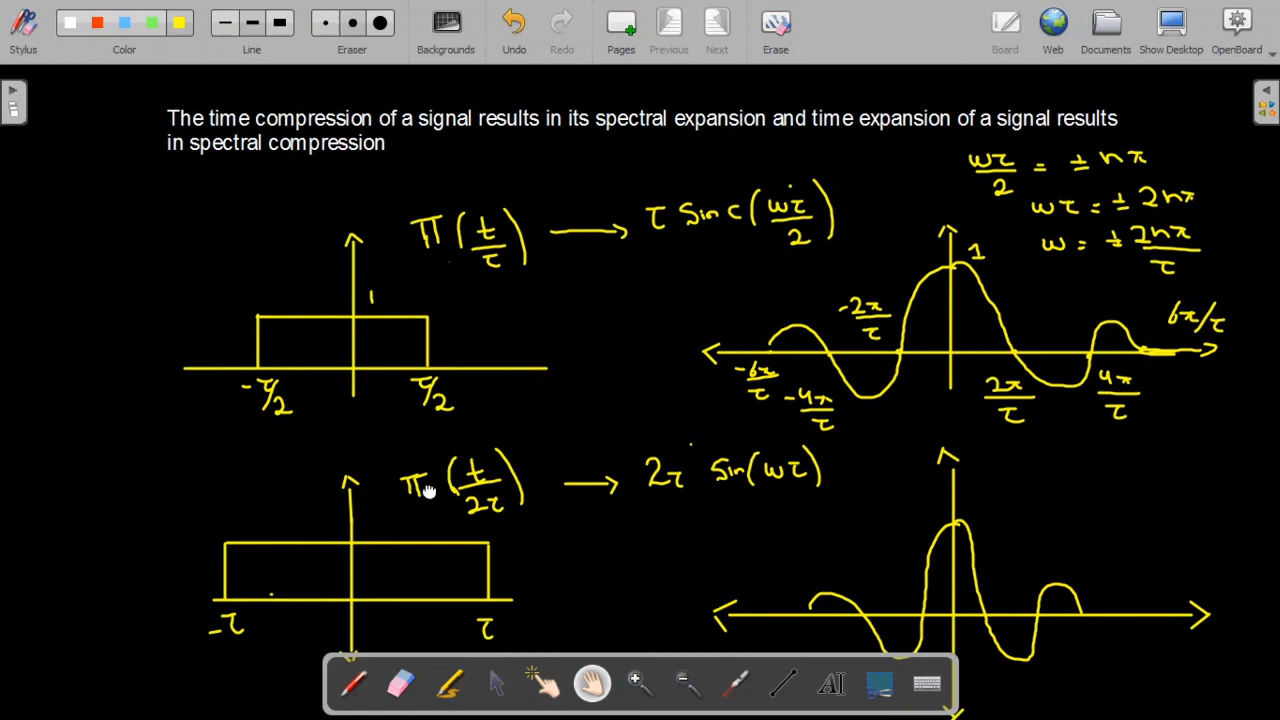 Stylus Color Line Eraser Backgrounds Undo Redo Pages Previous Next Erase Board Web Documents Show Desktop OpenBoard
The time compression of a signal results in its spectral expansion and time expansion of a signal results
in spectral compression
ωτ/2 = ± nπ
ωτ = ± 2nπ
ω = ± 2nπ/τ
π(t/τ) → τ sinc(ωτ/2)
1
1
-τ/2 τ/2
-6π/τ -4π/τ -2π/τ 2π/τ 4π/τ 6π/τ
π(t/2τ) → 2τ sin(ωτ)
-τ τ
AI